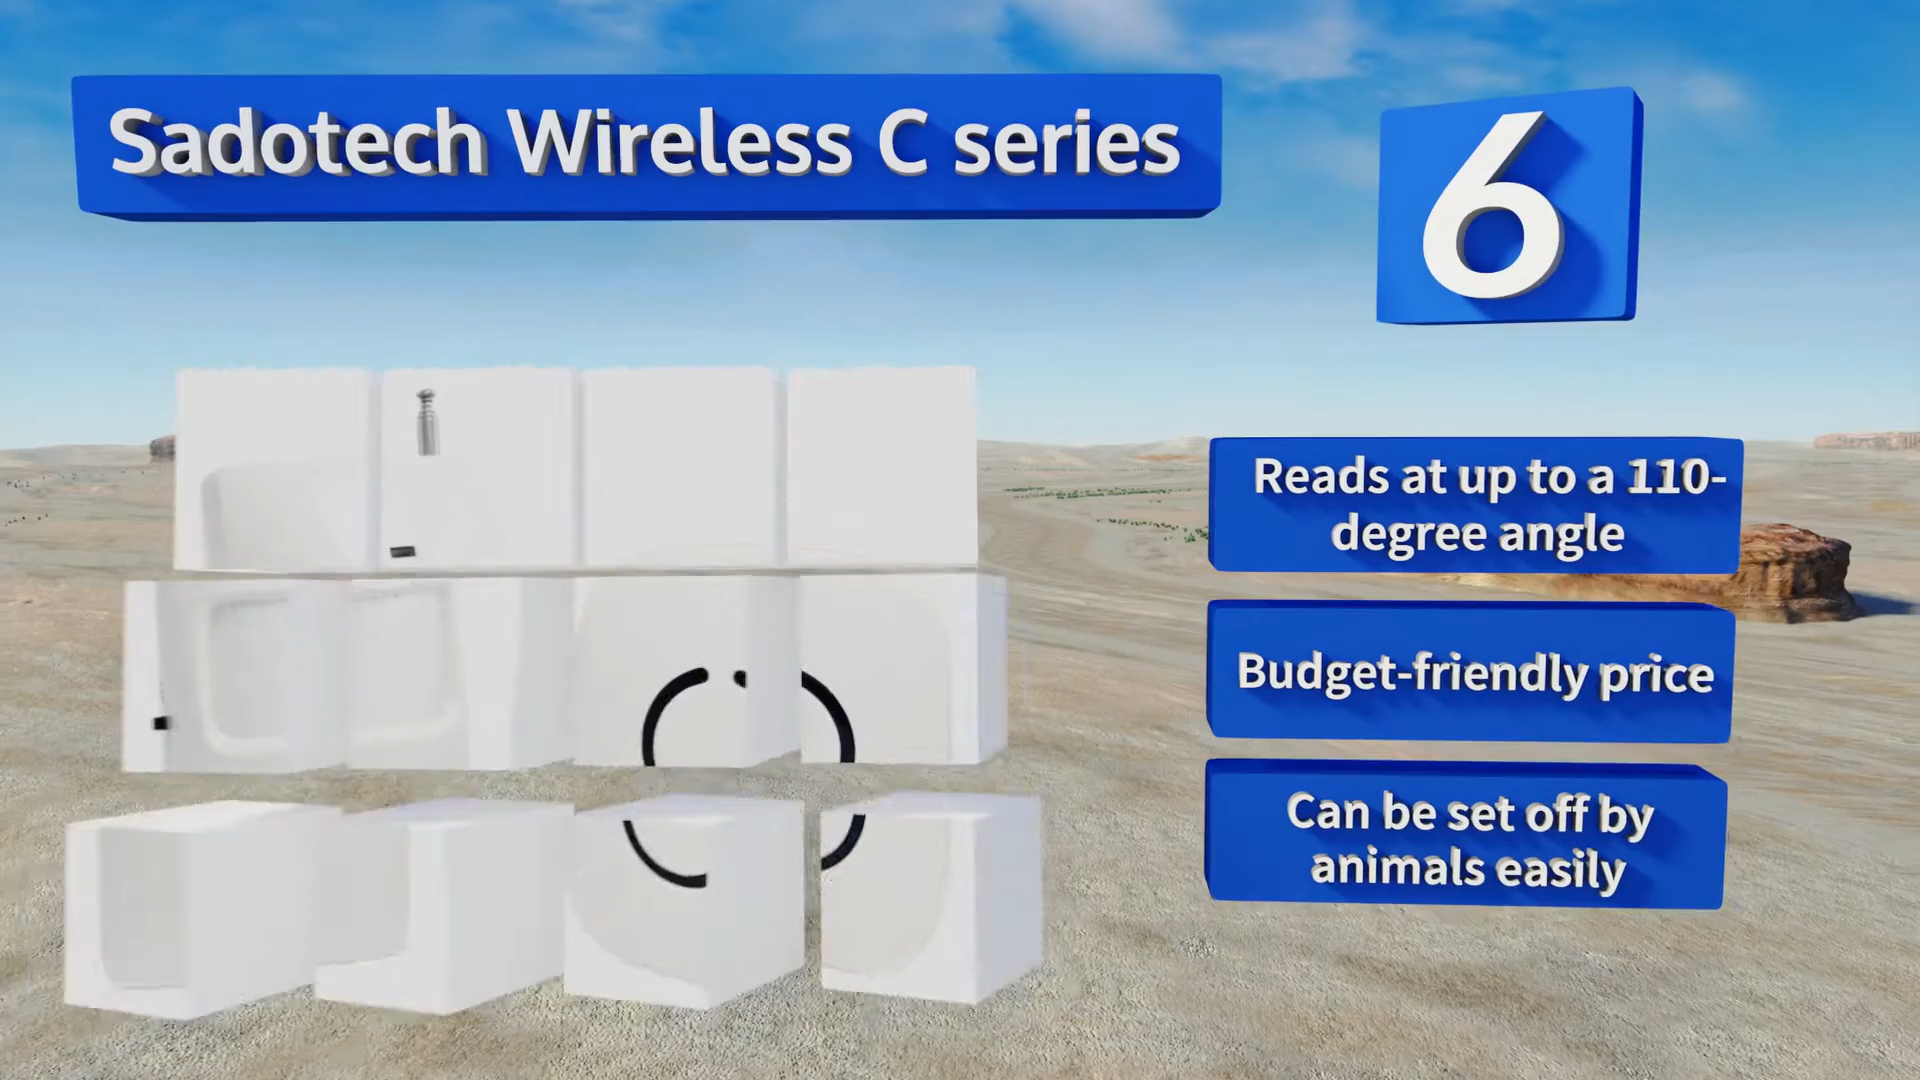 Sadotech Wireless C series
6
Reads at up to a 110-
degree angle
Budget-friendly price
Can be set off by
animals easily